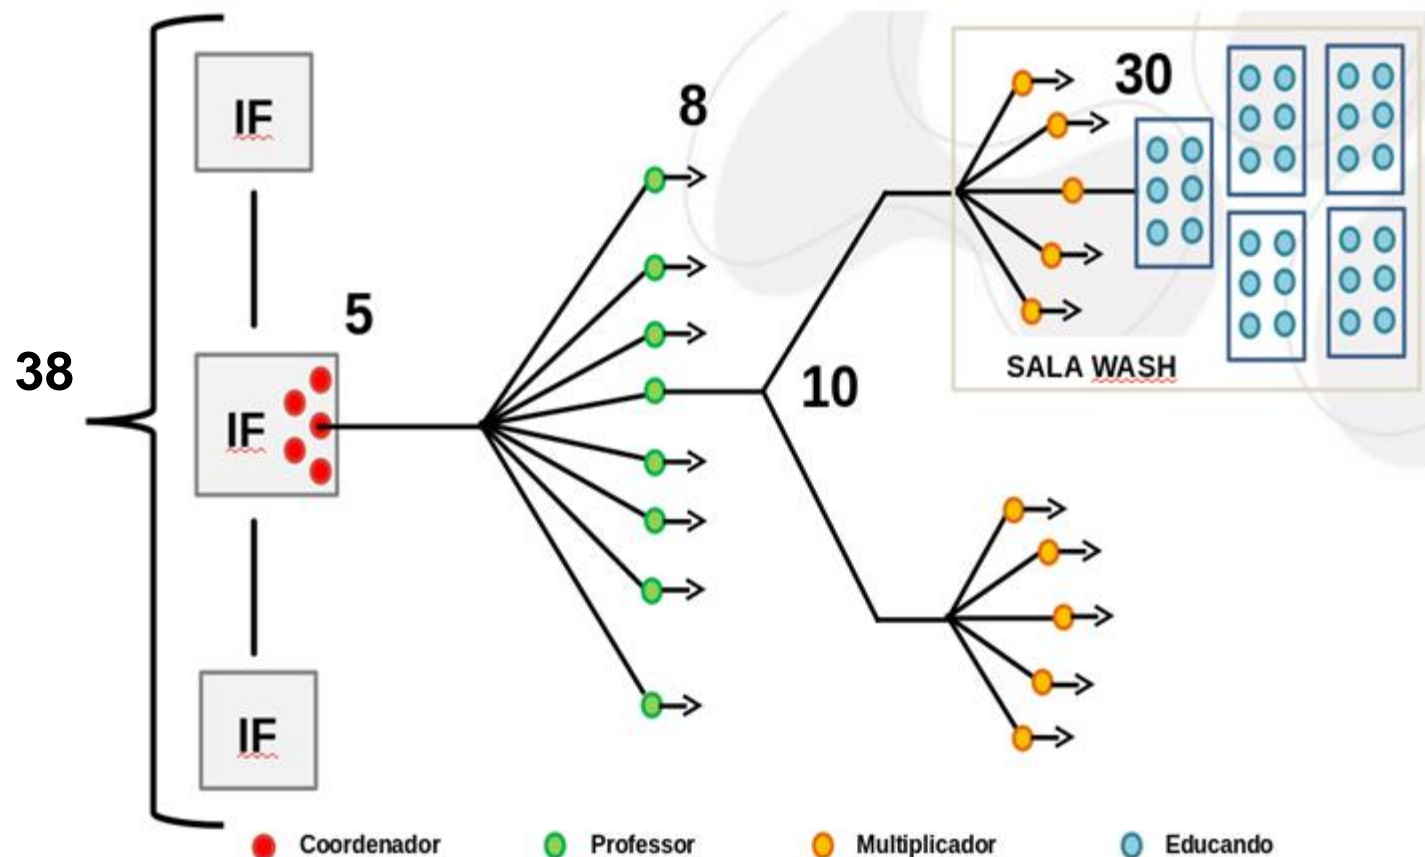 38
IF
IF
IF
5
8
10
30
SALA WASH
Coordenador
Professor
Multiplicador
Educando